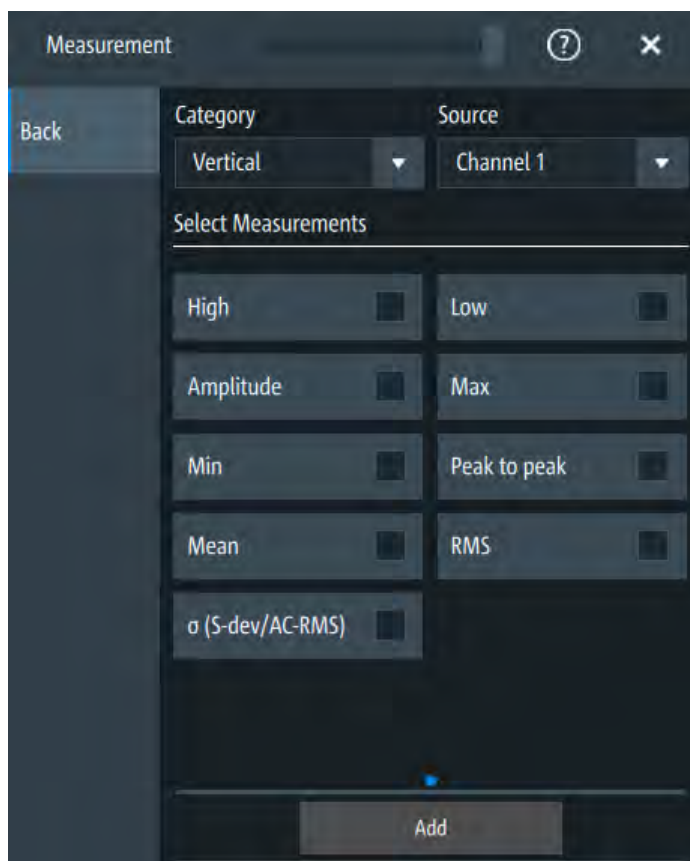 Measurement ?
Back
Category Source
Vertical Channel 1
Select Measurements
High Low
Amplitude Max
Min Peak to peak
Mean RMS
σ (S-dev/AC-RMS)
Add